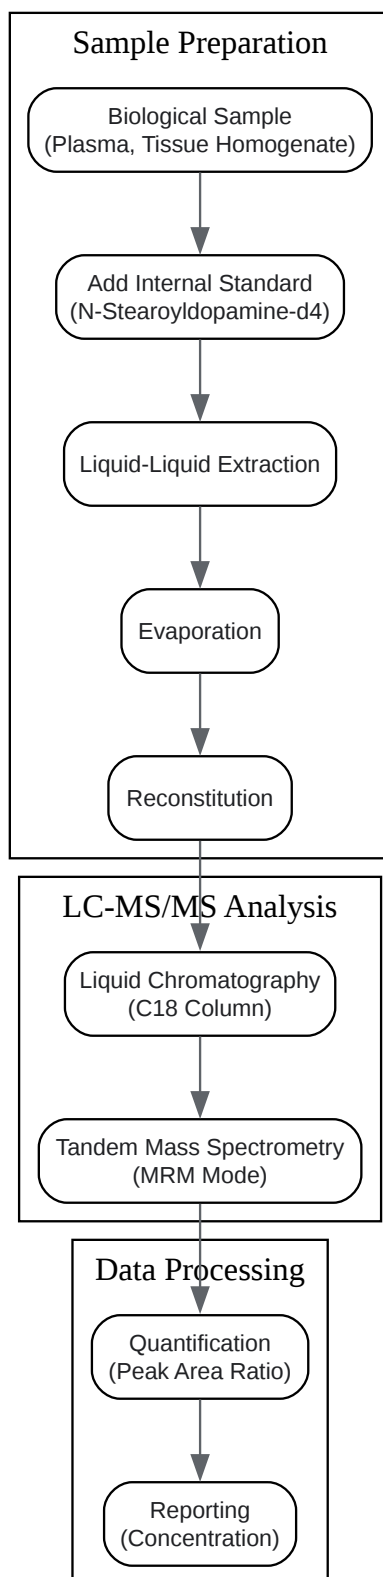 Sample Preparation
Biological Sample
(Plasma, Tissue Homogenate)
Add Internal Standard
(N-Stearoyldopamine-d4)
Liquid-Liquid Extraction
Evaporation
Reconstitution
LC-MS/MS Analysis
Liquid Chromatography
(C18 Column)
Tandem Mass Spectrometry
(MRM Mode)
Data Processing
Quantification
(Peak Area Ratio)
Reporting
(Concentration)